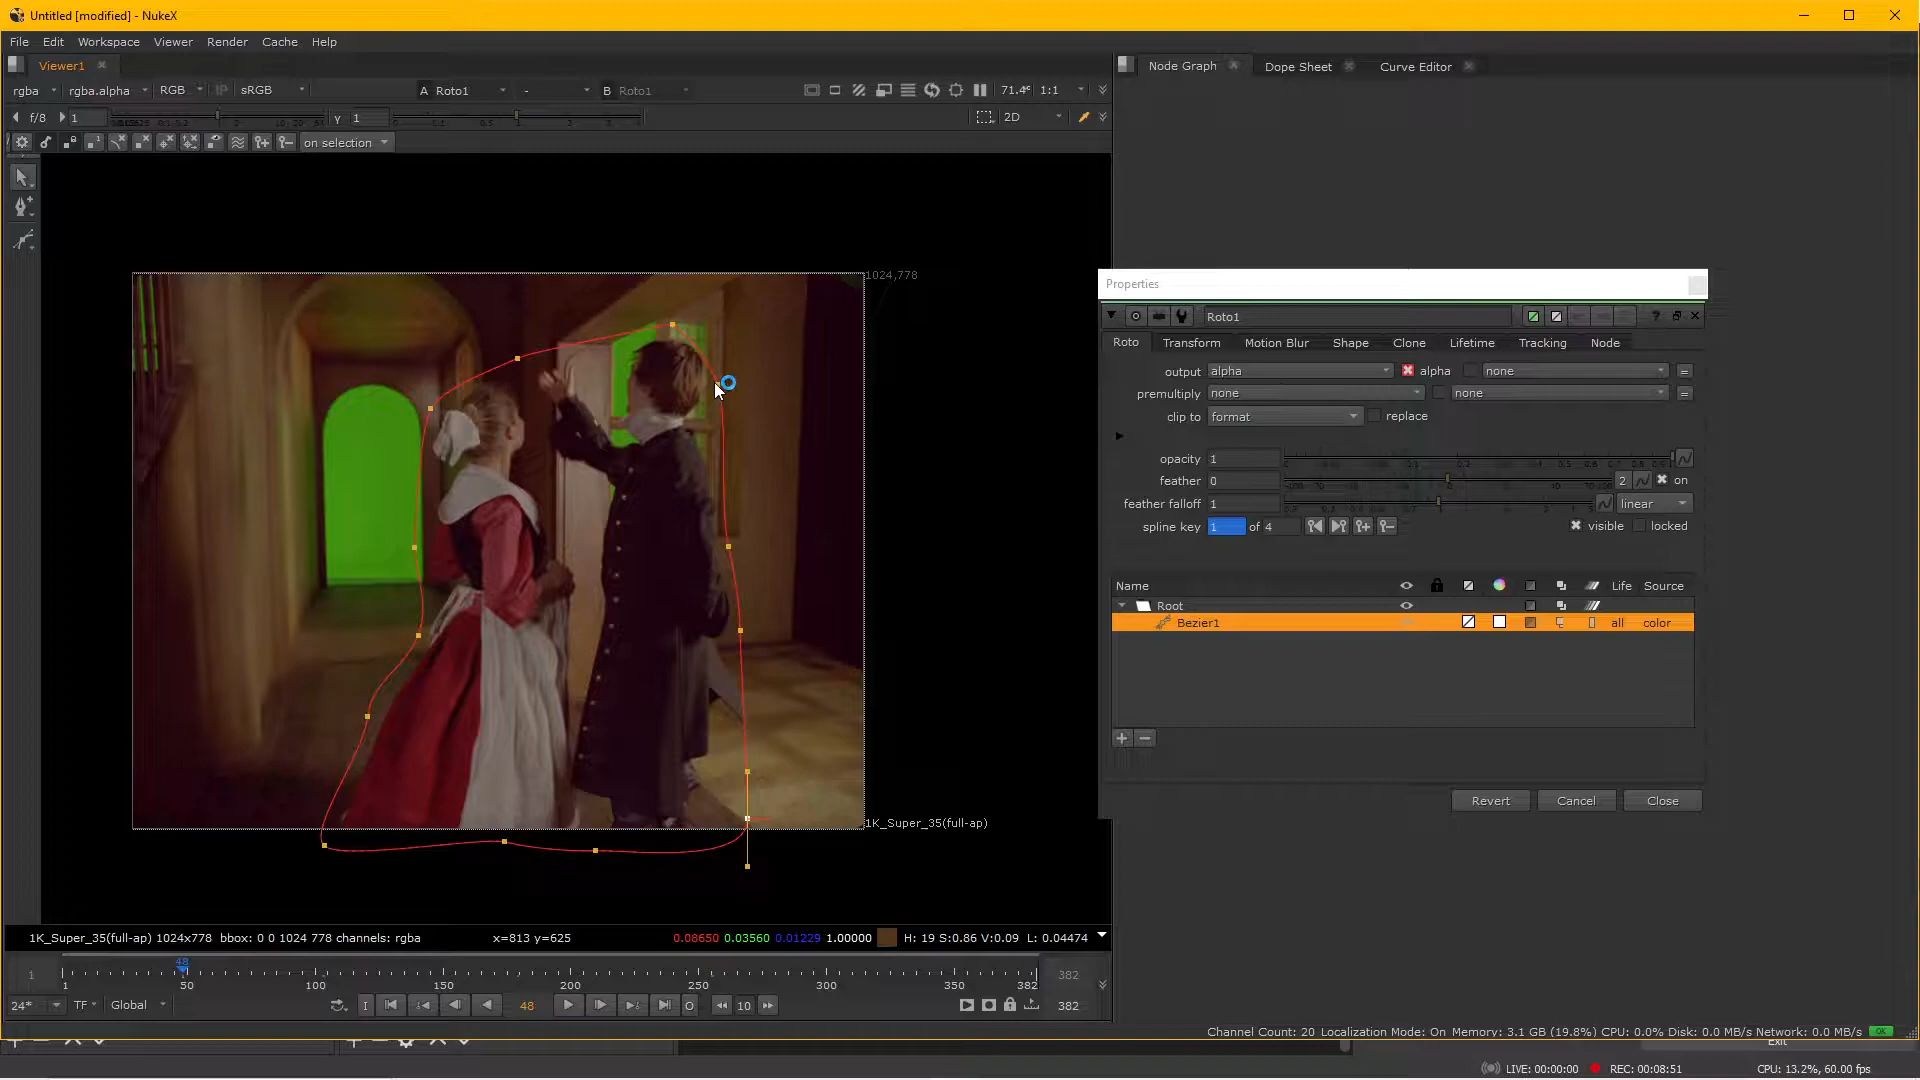 Untitled [modified] - NukeX
File Edit Workspace Viewer Render Cache Help
Viewer1
Node Graph
Dope Sheet
Curve Editor
rgba rgba.alpha RGB IP sRGB A Roto1 - B Roto1 1:1
f/8 1 Y 1 2D
on selection
1024,778
1K_Super_35(full-ap)
Properties
Roto1
Roto Transform Motion Blur Shape Clone Lifetime Tracking Node
output alpha alpha none =
premultiply none none =
clip to format replace
opacity 1
feather 0 2 on
feather falloff 1 linear
spline key 1 of 4 visible locked
Name Life Source
Root
Bezier1 all color
Revert Cancel Close
1K_Super_35(full-ap) 1024x778 bbox: 0 0 1024 778 channels: rgba x=813 y=625 0.08650 0.03560 0.01229 1.00000 H: 19 S:0.86 V:0.09 L: 0.04474
1 48 382
1 50 100 150 200 250 300 350 382
24* TF Global I 48 O 10 382
Channel Count: 20 Localization Mode: On Memory: 3.1 GB (19.8%) CPU: 0.0% Disk: 0.0 MB/s Network: 0.0 MB/s OK
Exit
LIVE: 00:00:00 REC: 00:08:51 CPU: 13.2%, 60.00 fps